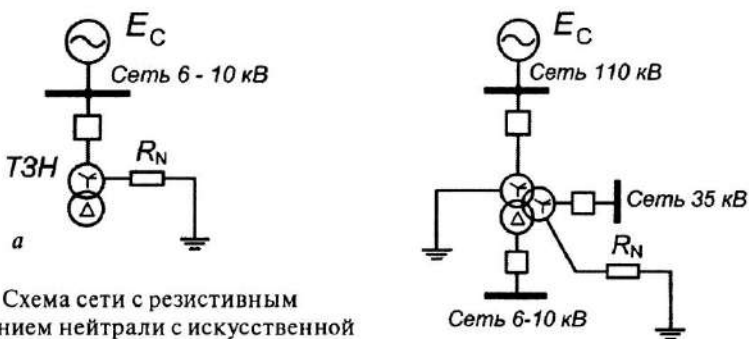 E_C
Сеть 6 - 10 кВ
ТЗН
R_N
а
Схема сети с резистивным
нием нейтрали с искусственной
E_C
Сеть 110 кВ
Сеть 35 кВ
R_N
Сеть 6-10 кВ